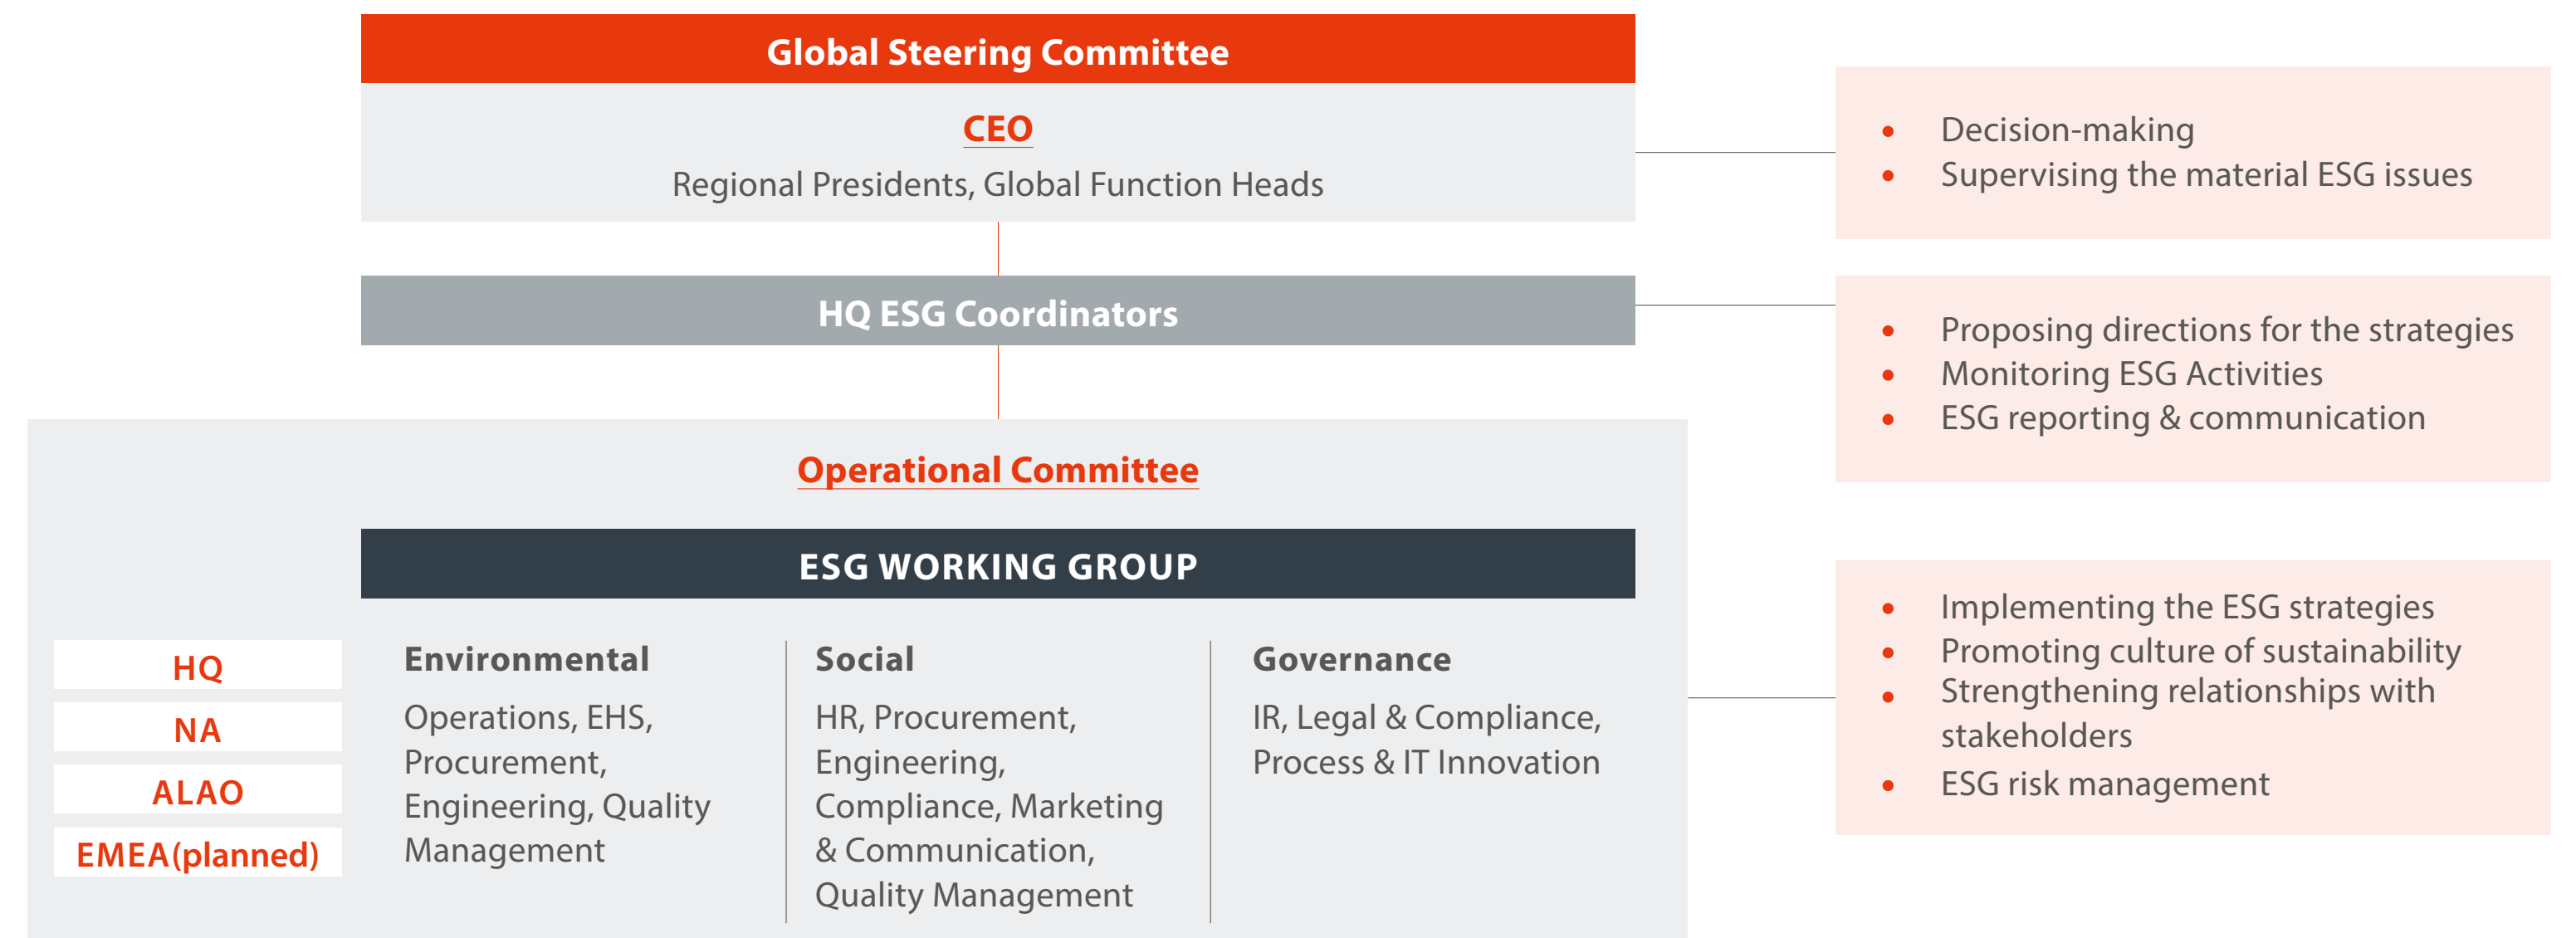 Global Steering Committee
CEO
Regional Presidents, Global Function Heads
• Decision-making
• Supervising the material ESG issues
HQ ESG Coordinators
• Proposing directions for the strategies
• Monitoring ESG Activities
• ESG reporting & communication
Operational Committee
ESG WORKING GROUP
HQ
NA
ALAO
EMEA(planned)
Environmental
Operations, EHS,
Procurement,
Engineering, Quality
Management
Social
HR, Procurement,
Engineering,
Compliance, Marketing
& Communication,
Quality Management
Governance
IR, Legal & Compliance,
Process & IT Innovation
• Implementing the ESG strategies
• Promoting culture of sustainability
• Strengthening relationships with
stakeholders
• ESG risk management